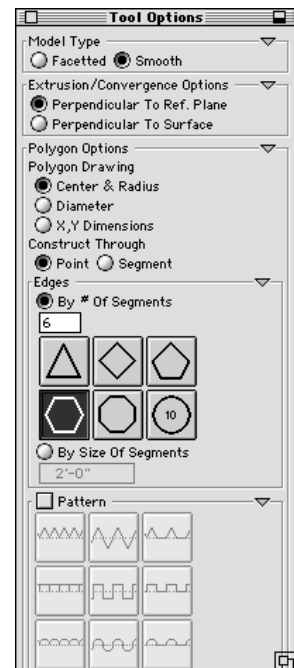 Tool Options
Model Type
Facetted Smooth
Extrusion/Convergence Options
Perpendicular To Ref. Plane
Perpendicular To Surface
Polygon Options
Polygon Drawing
Center & Radius
Diameter
X,Y Dimensions
Construct Through
Point Segment
Edges
By # Of Segments
6
10
By Size Of Segments
2'-0"
Pattern